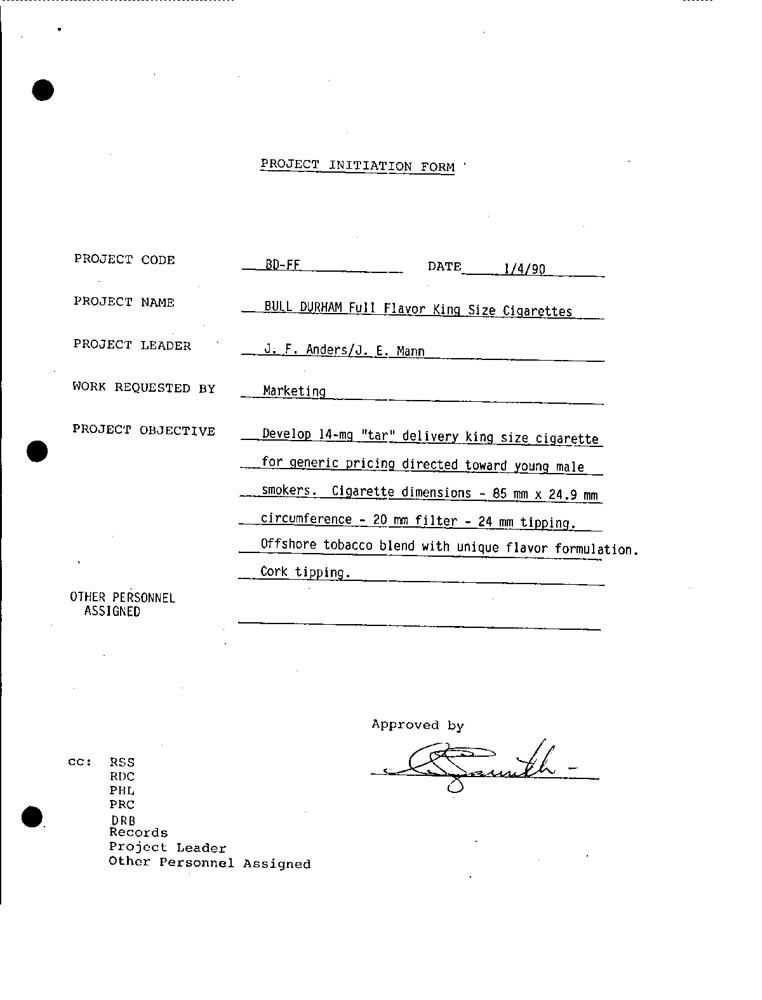 PROJECT INITIATION FORM
PROJECT CODE BD-FF DATE 1/4/90
PROJECT NAME BULL DURHAM Full Flavor King Size Cigarettes
PROJECT LEADER J. F. Anders/J. E. Mann
WORK REQUESTED BY Marketing
PROJECT OBJECTIVE Develop 14-mg "tar" delivery king size cigarette
for generic pricing directed toward young male
smokers. Cigarette dimensions - 85 mm x 24.9 mm
circumference - 20 mm filter - 24 mm tipping.
Offshore tobacco blend with unique flavor formulation.
Cork tipping.
OTHER PERSONNEL
ASSIGNED
Approved by
cc: RSS
RDC
PHL
PRC
DRB
Records
Project Leader
Other Personnel Assigned